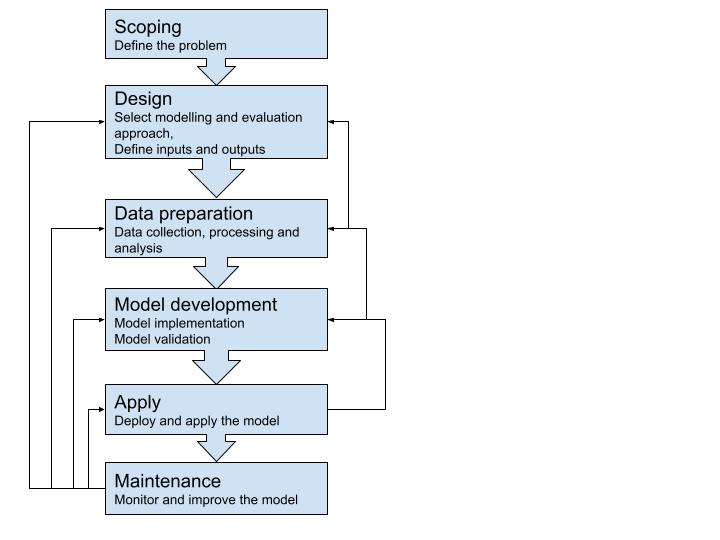 Scoping
Define the problem
Design
Select modelling and evaluation
approach,
Define inputs and outputs
Data preparation
Data collection, processing and
analysis
Model development
Model implementation
Model validation
Apply
Deploy and apply the model
Maintenance
Monitor and improve the model